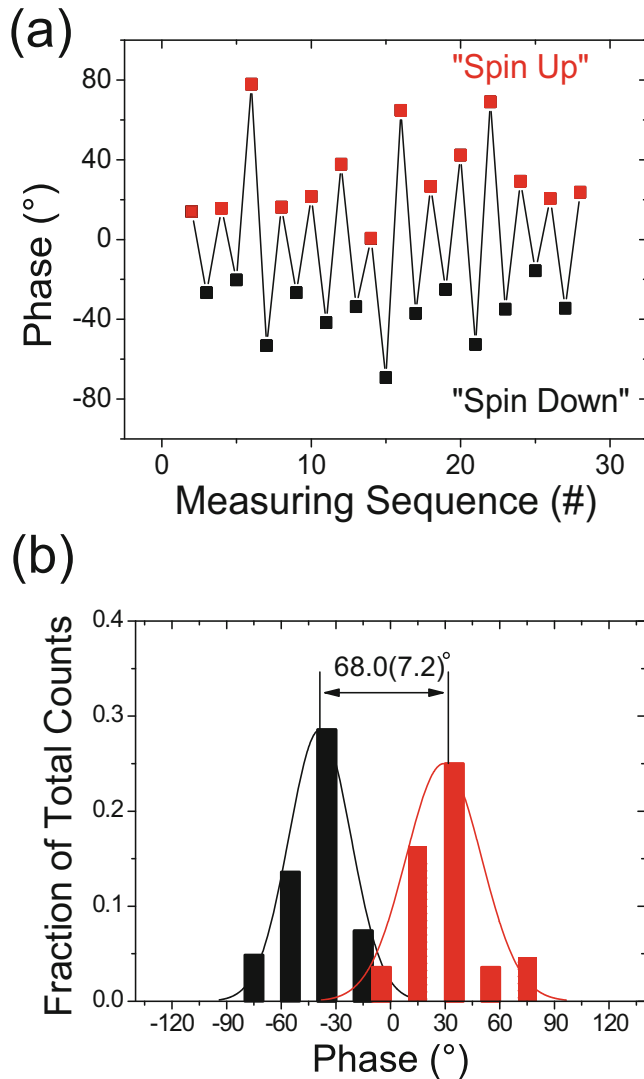 (a)
"Spin Up"
80
40
0
-40
-80
Phase (°)
"Spin Down"
0 10 20 30
Measuring Sequence (#)
(b)
0.4
0.3
0.2
0.1
0.0
Fraction of Total Counts
68.0(7.2)°
-120 -90 -60 -30 0 30 60 90 120
Phase (°)